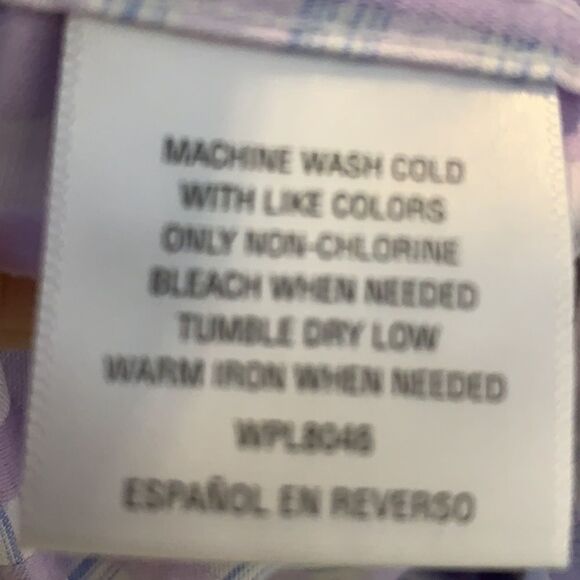 MACHINE WASH COLD
WITH LIKE COLORS
ONLY NON-CHLORINE
BLEACH WHEN NEEDED
TUMBLE DRY LOW
WARM IRON WHEN NEEDED
WPL8046
ESPAÑOL EN REVERSO